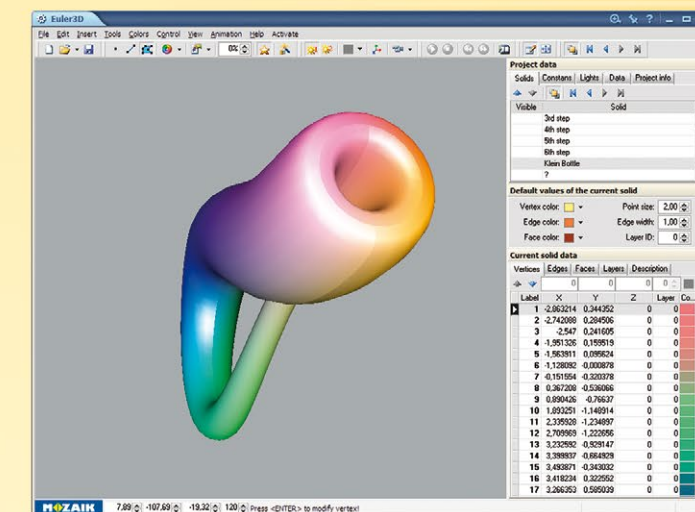 Euler3D
File Edit Insert Tools Colors Control View Animation Help Activate
0%
Project data
Solids Constans Lights Data Project info
Visible Solid
3rd step
4th step
5th step
6th step
Klein Bottle
?
Default values of the current solid
Vertex color: Point size: 2,00
Edge color: Edge width: 1,00
Face color: Layer ID: 0
Current solid data
Vertices Edges Faces Layers Description
0 0 0 0
Label X Y Z Layer Co...
1 -2,863214 0,344352 0 0
2 -2,742088 0,284506 0 0
3 -2,547 0,241605 0 0
4 -1,951326 0,159519 0 0
5 -1,563911 0,095624 0 0
6 -1,128092 -0,000878 0 0
7 -0,151554 -0,320378 0 0
8 0,367208 -0,536066 0 0
9 0,890426 -0,76637 0 0
10 1,893251 -1,148914 0 0
11 2,335928 -1,234897 0 0
12 2,709969 -1,222656 0 0
13 3,232592 -0,929147 0 0
14 3,399937 -0,664929 0 0
15 3,493871 -0,343032 0 0
16 3,418234 0,322552 0 0
17 3,266353 0,585039 0 0
MOZAIK 7,89 -107,69 -19,32 120 Press <ENTER> to modify vertex!